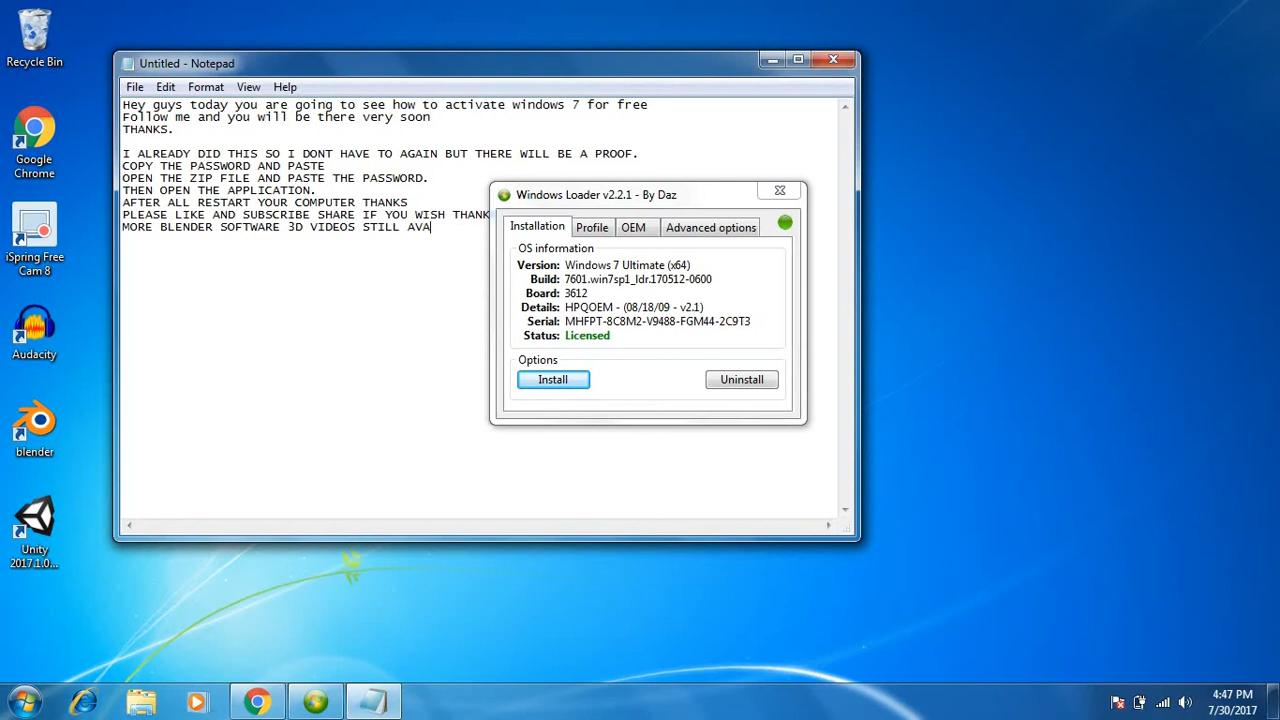 Recycle Bin
Google
Chrome
iSpring Free
Cam 8
Audacity
blender
Unity
2017.1.0...
Untitled - Notepad
File Edit Format View Help
Hey guys today you are going to see how to activate windows 7 for free
Follow me and you will be there very soon
THANKS.
I ALREADY DID THIS SO I DONT HAVE TO AGAIN BUT THERE WILL BE A PROOF.
COPY THE PASSWORD AND PASTE
OPEN THE ZIP FILE AND PASTE THE PASSWORD.
THEN OPEN THE APPLICATION.
AFTER ALL RESTART YOUR COMPUTER THANKS
PLEASE LIKE AND SUBSCRIBE SHARE IF YOU WISH THANK
MORE BLENDER SOFTWARE 3D VIDEOS STILL AVA
Windows Loader v2.2.1 - By Daz
Installation Profile OEM Advanced options
OS information
Version: Windows 7 Ultimate (x64)
Build: 7601.win7sp1_ldr.170512-0600
Board: 3612
Details: HPQOEM - (08/18/09 - v2.1)
Serial: MHFPT-8C8M2-V9488-FGM44-2C9T3
Status: Licensed
Options
Install Uninstall
4:47 PM
7/30/2017